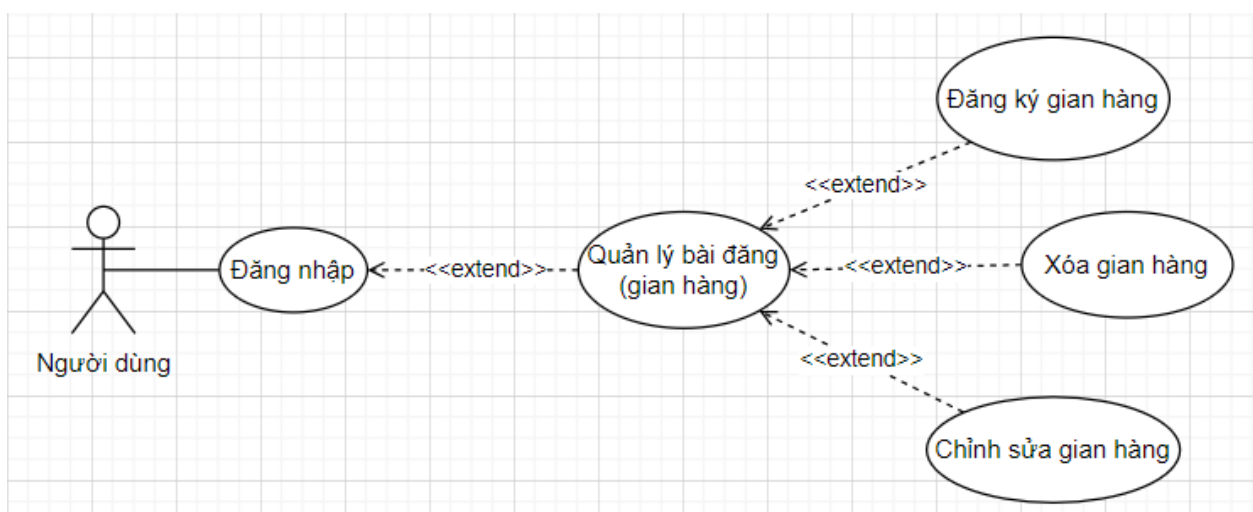 Đăng ký gian hàng
<<extend>>
Đăng nhập
<<extend>>
Quản lý bài đăng
(gian hàng)
<<extend>>
Xóa gian hàng
Người dùng
<<extend>>
Chỉnh sửa gian hàng